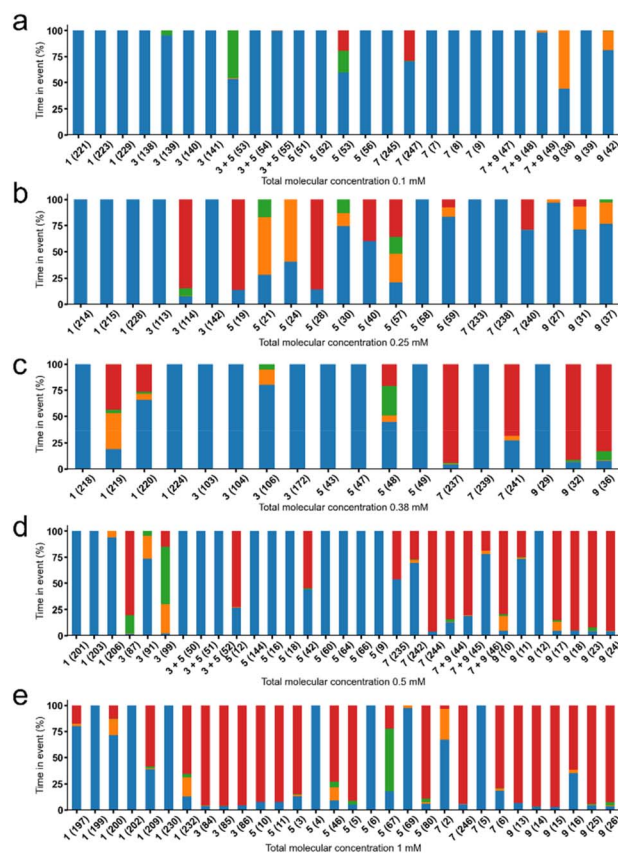 a
Time in event (%)
100
75
50
25
0
1 (221) 1 (223) 1 (229) 3 (138) 3 (139) 3 (140) 3 (141) 3 + 5 (53) 3 + 5 (54) 3 + 5 (55) 5 (51) 5 (52) 5 (53) 5 (56) 7 (245) 7 (247) 7 (7) 7 (8) 7 (9) 7 + 9 (47) 7 + 9 (48) 7 + 9 (49) 9 (38) 9 (39) 9 (42)
Total molecular concentration 0.1 mM
b
Time in event (%)
100
75
50
25
0
1 (214) 1 (215) 1 (228) 3 (113) 3 (114) 3 (142) 5 (19) 5 (21) 5 (24) 5 (28) 5 (30) 5 (40) 5 (57) 5 (58) 5 (59) 7 (233) 7 (238) 7 (240) 9 (27) 9 (31) 9 (37)
Total molecular concentration 0.25 mM
c
Time in event (%)
100
75
50
25
0
1 (218) 1 (219) 1 (220) 1 (224) 3 (103) 3 (104) 3 (106) 3 (172) 5 (43) 5 (47) 5 (48) 5 (49) 7 (237) 7 (239) 7 (241) 9 (29) 9 (32) 9 (36)
Total molecular concentration 0.38 mM
d
Time in event (%)
100
75
50
25
0
1 (201) 1 (203) 1 (206) 3 (87) 3 (91) 3 (99) 3 + 5 (50) 3 + 5 (51) 3 + 5 (52) 5 (12) 5 (144) 5 (16) 5 (18) 5 (42) 5 (60) 5 (64) 5 (66) 5 (9) 7 (235) 7 (242) 7 (244) 7 + 9 (44) 7 + 9 (45) 7 + 9 (46) 9 (10) 9 (11) 9 (12) 9 (17) 9 (18) 9 (23) 9 (24)
Total molecular concentration 0.5 mM
e
Time in event (%)
100
75
50
25
0
1 (197) 1 (199) 1 (200) 1 (202) 1 (209) 1 (230) 1 (232) 3 (84) 3 (85) 3 (86) 5 (10) 5 (11) 5 (3) 5 (4) 5 (46) 5 (5) 5 (6) 5 (67) 5 (69) 5 (80) 7 (2) 7 (246) 7 (5) 7 (6) 9 (13) 9 (14) 9 (15) 9 (16) 9 (25) 9 (26)
Total molecular concentration 1 mM